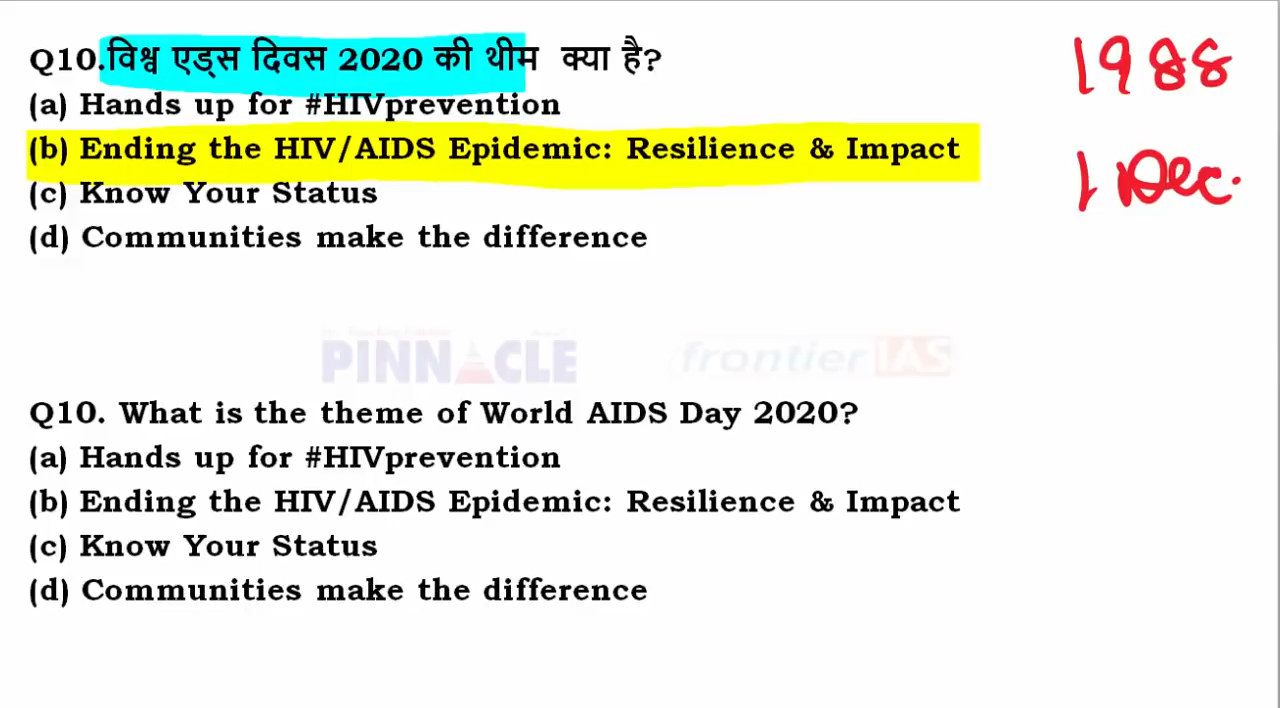 Q10.विश्व एड्स दिवस 2020 की थीम क्या है?
(a) Hands up for #HIVprevention
(b) Ending the HIV/AIDS Epidemic: Resilience & Impact
(c) Know Your Status
(d) Communities make the difference
1988
1 Dec.
PINNACLE
frontier IAS
Q10. What is the theme of World AIDS Day 2020?
(a) Hands up for #HIVprevention
(b) Ending the HIV/AIDS Epidemic: Resilience & Impact
(c) Know Your Status
(d) Communities make the difference